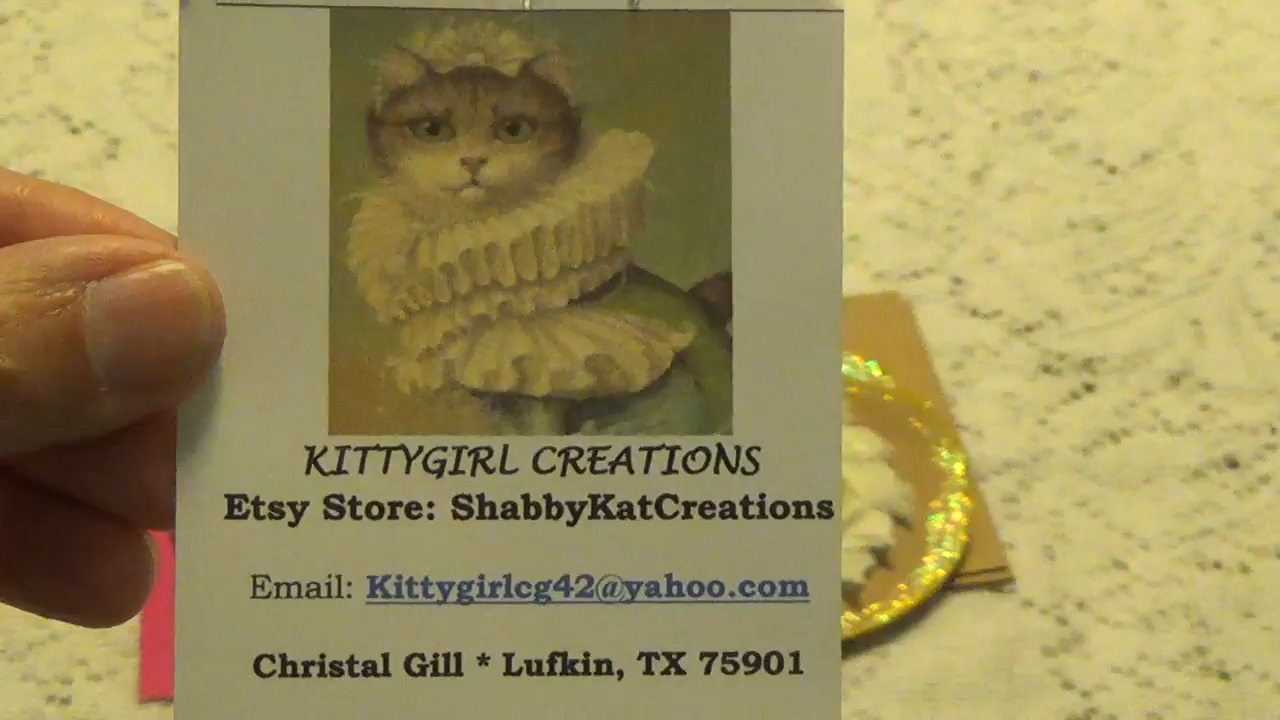 KITTYGIRL CREATIONS
Etsy Store: ShabbyKatCreations
Email: Kittygirlcg42@yahoo.com
Christal Gill * Lufkin, TX 75901